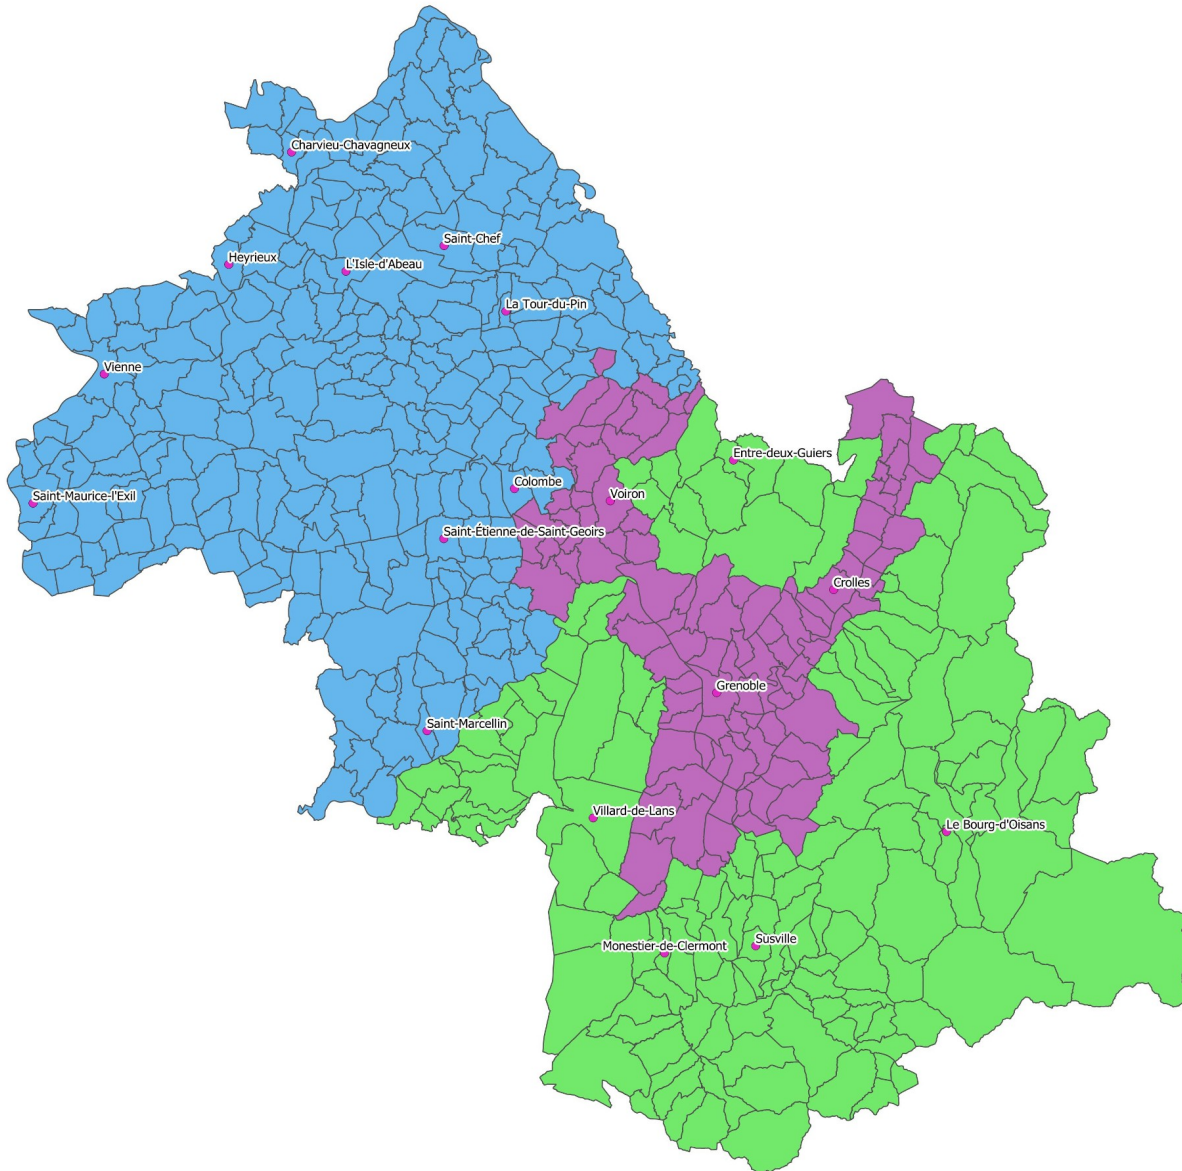 Charvieu-Chavagneux
Saint-Chef
Heyrieux
L'Isle-d'Abeau
La Tour-du-Pin
Vienne
Entre-deux-Guiers
Colombe
Saint-Maurice-l'Exil
Voiron
Saint-Étienne-de-Saint-Geoirs
Crolles
Grenoble
Saint-Marcellin
Villard-de-Lans
Le Bourg-d'Oisans
Monestier-de-Clermont
Susville